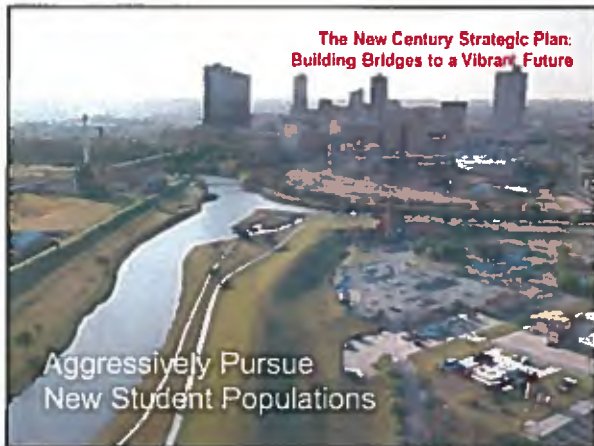 The New Century Strategic Plan:
Building Bridges to a Vibrant Future
Aggressively Pursue
New Student Populations